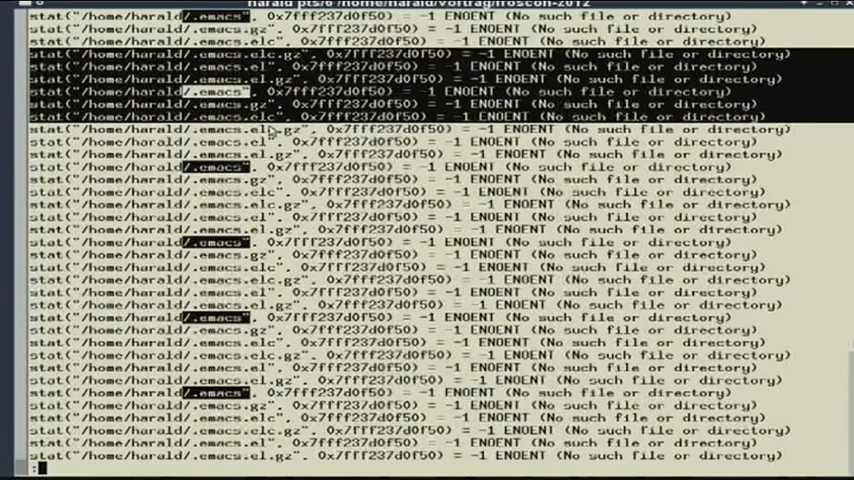 harald pts/6 /home/harald/vortrag/froscon-2012
stat("/home/harald/.emacs", 0x7fff237d0f50) = -1 ENOENT (No such file or directory)
stat("/home/harald/.emacs.gz", 0x7fff237d0f50) = -1 ENOENT (No such file or directory)
stat("/home/harald/.emacs.elc", 0x7fff237d0f50) = -1 ENOENT (No such file or directory)
stat("/home/harald/.emacs.elc.gz", 0x7fff237d0f50) = -1 ENOENT (No such file or directory)
stat("/home/harald/.emacs.el", 0x7fff237d0f50) = -1 ENOENT (No such file or directory)
stat("/home/harald/.emacs.el.gz", 0x7fff237d0f50) = -1 ENOENT (No such file or directory)
stat("/home/harald/.emacs", 0x7fff237d0f50) = -1 ENOENT (No such file or directory)
stat("/home/harald/.emacs.gz", 0x7fff237d0f50) = -1 ENOENT (No such file or directory)
stat("/home/harald/.emacs.elc", 0x7fff237d0f50) = -1 ENOENT (No such file or directory)
stat("/home/harald/.emacs.elc.gz", 0x7fff237d0f50) = -1 ENOENT (No such file or directory)
stat("/home/harald/.emacs.el", 0x7fff237d0f50) = -1 ENOENT (No such file or directory)
stat("/home/harald/.emacs.el.gz", 0x7fff237d0f50) = -1 ENOENT (No such file or directory)
stat("/home/harald/.emacs", 0x7fff237d0f50) = -1 ENOENT (No such file or directory)
stat("/home/harald/.emacs.gz", 0x7fff237d0f50) = -1 ENOENT (No such file or directory)
stat("/home/harald/.emacs.elc", 0x7fff237d0f50) = -1 ENOENT (No such file or directory)
stat("/home/harald/.emacs.elc.gz", 0x7fff237d0f50) = -1 ENOENT (No such file or directory)
stat("/home/harald/.emacs.el", 0x7fff237d0f50) = -1 ENOENT (No such file or directory)
stat("/home/harald/.emacs.el.gz", 0x7fff237d0f50) = -1 ENOENT (No such file or directory)
stat("/home/harald/.emacs", 0x7fff237d0f50) = -1 ENOENT (No such file or directory)
stat("/home/harald/.emacs.gz", 0x7fff237d0f50) = -1 ENOENT (No such file or directory)
stat("/home/harald/.emacs.elc", 0x7fff237d0f50) = -1 ENOENT (No such file or directory)
stat("/home/harald/.emacs.elc.gz", 0x7fff237d0f50) = -1 ENOENT (No such file or directory)
stat("/home/harald/.emacs.el", 0x7fff237d0f50) = -1 ENOENT (No such file or directory)
stat("/home/harald/.emacs.el.gz", 0x7fff237d0f50) = -1 ENOENT (No such file or directory)
stat("/home/harald/.emacs", 0x7fff237d0f50) = -1 ENOENT (No such file or directory)
stat("/home/harald/.emacs.gz", 0x7fff237d0f50) = -1 ENOENT (No such file or directory)
stat("/home/harald/.emacs.elc", 0x7fff237d0f50) = -1 ENOENT (No such file or directory)
stat("/home/harald/.emacs.elc.gz", 0x7fff237d0f50) = -1 ENOENT (No such file or directory)
stat("/home/harald/.emacs.el", 0x7fff237d0f50) = -1 ENOENT (No such file or directory)
stat("/home/harald/.emacs.el.gz", 0x7fff237d0f50) = -1 ENOENT (No such file or directory)
stat("/home/harald/.emacs", 0x7fff237d0f50) = -1 ENOENT (No such file or directory)
stat("/home/harald/.emacs.gz", 0x7fff237d0f50) = -1 ENOENT (No such file or directory)
stat("/home/harald/.emacs.elc", 0x7fff237d0f50) = -1 ENOENT (No such file or directory)
stat("/home/harald/.emacs.elc.gz", 0x7fff237d0f50) = -1 ENOENT (No such file or directory)
stat("/home/harald/.emacs.el", 0x7fff237d0f50) = -1 ENOENT (No such file or directory)
stat("/home/harald/.emacs.el.gz", 0x7fff237d0f50) = -1 ENOENT (No such file or directory)
: